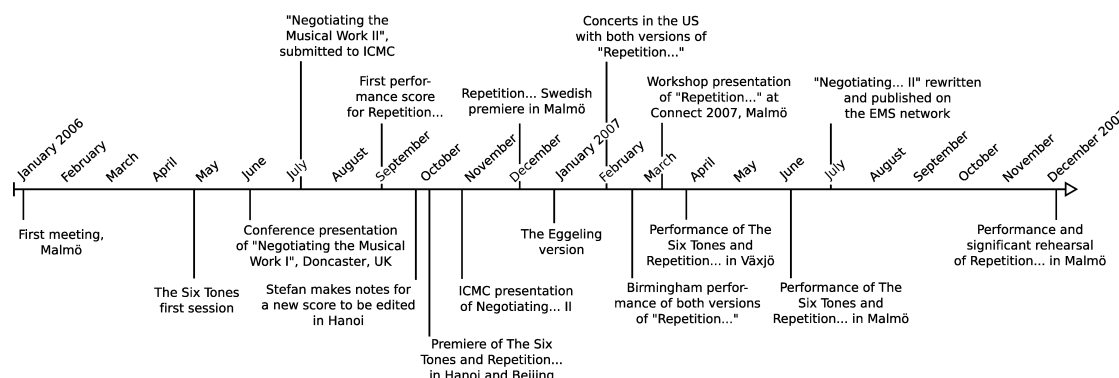 "Negotiating the
Musical Work II",
submitted to ICMC
Concerts in the US
with both versions of
"Repetition..."
First perfor-
mance score
for Repetition...
Repetition... Swedish
premiere in Malmö
Workshop presentation
of "Repetition..." at
Connect 2007, Malmö
"Negotiating... II" rewritten
and published on
the EMS network
January 2006
February
March
April
May
June
July
August
September
October
November
December
January 2007
February
March
April
May
June
July
August
September
October
November
December 2007
First meeting,
Malmö
The Six Tones
first session
Conference presentation
of "Negotiating the Musical
Work I", Doncaster, UK
Stefan makes notes for
a new score to be edited
in Hanoi
Premiere of The Six
Tones and Repetition...
in Hanoi and Beijing
ICMC presentation
of Negotiating... II
The Eggeling
version
Birmingham perfor-
mance of both versions
of "Repetition..."
Performance of The
Six Tones and
Repetition... in Växjö
Performance of The
Six Tones and
Repetition... in Malmö
Performance and
significant rehearsal
of Repetition... in Malmö